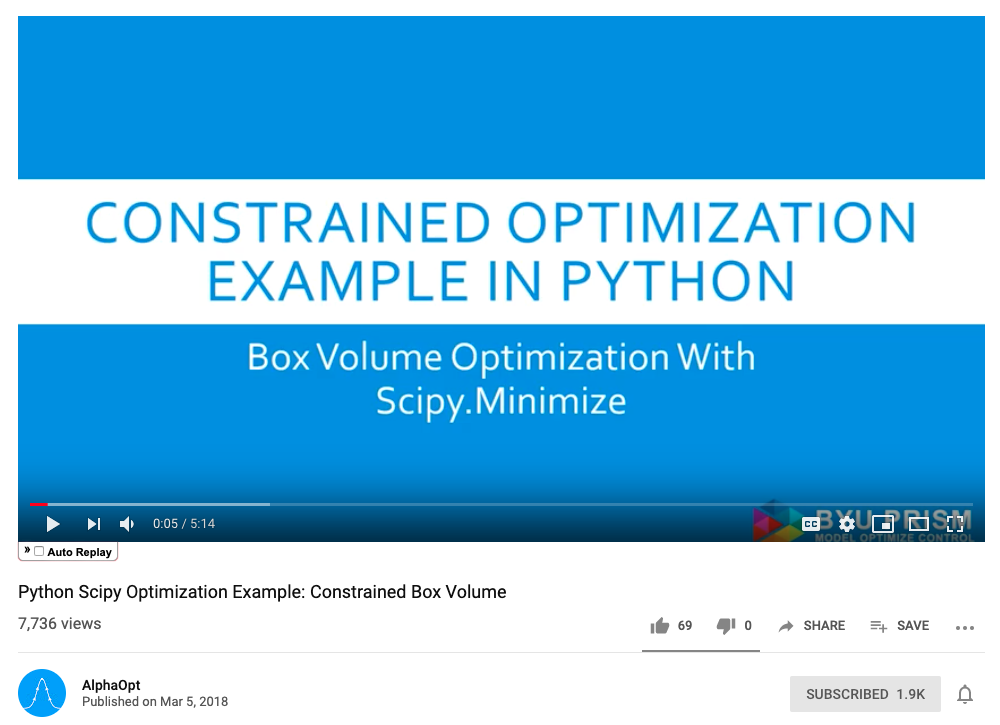 CONSTRAINED OPTIMIZATION
EXAMPLE IN PYTHON
Box Volume Optimization With
Scipy.Minimize
0:05 / 5:14
CC
BYU PRISM
MODEL OPTIMIZE CONTROL
» Auto Replay
Python Scipy Optimization Example: Constrained Box Volume
7,736 views
69
0
SHARE
SAVE
AlphaOpt
Published on Mar 5, 2018
SUBSCRIBED 1.9K